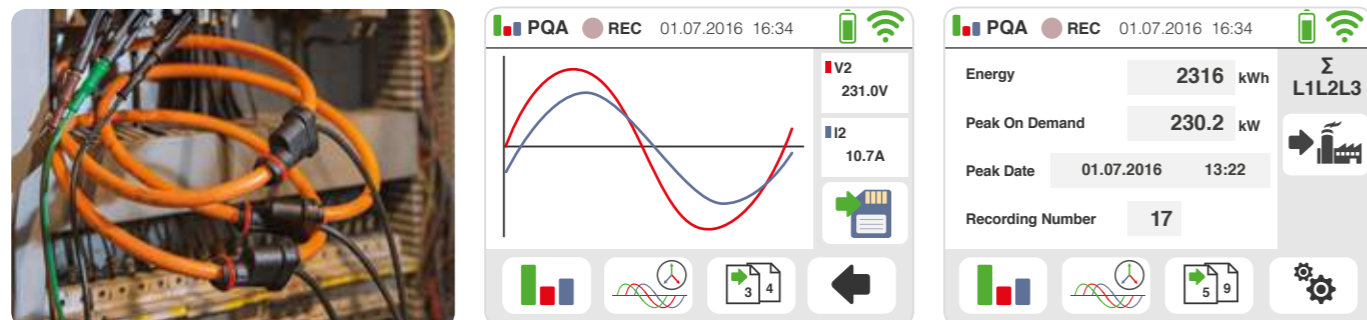 PQA REC 01.07.2016 16:34
V2
231.0V
I2
10.7A
3 4
PQA REC 01.07.2016 16:34
Energy 2316 kWh
Σ
L1L2L3
Peak On Demand 230.2 kW
Peak Date 01.07.2016 13:22
Recording Number 17
5 9